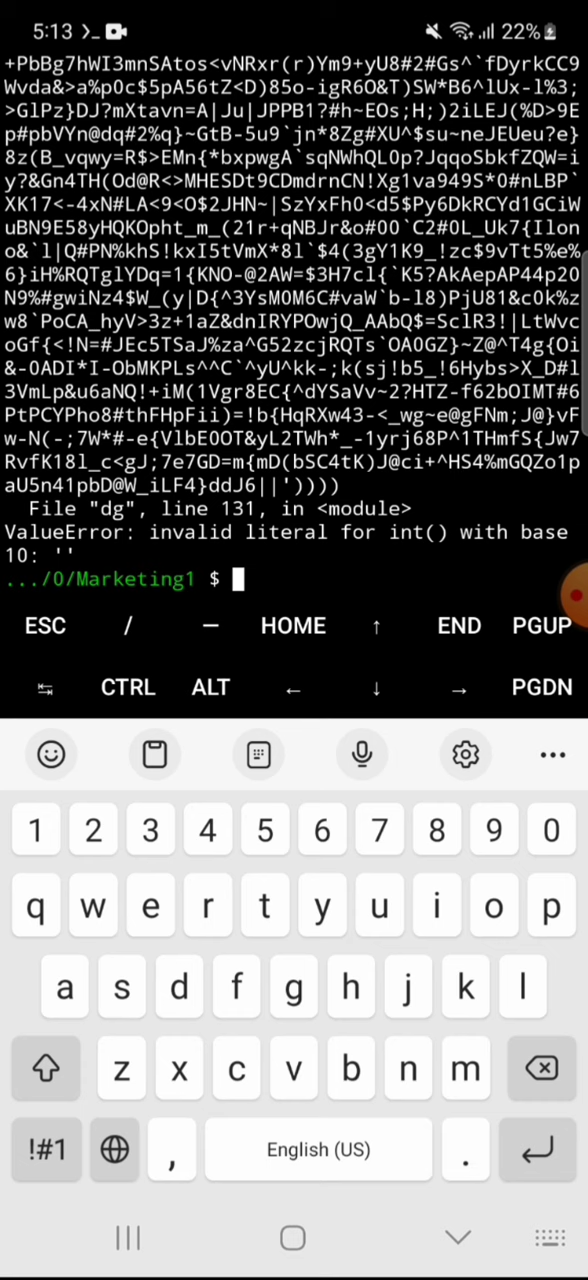 5:13 >_ 22%
+PbBg7hWI3mnSAtos<vNRxr(r)Ym9+yU8#2#Gs^`fDyrkCC9
Wvda&>a%p0c$5pA56tZ<D)85o-igR6O&T)SW*B6^lUx-l%3;
>GlPz}DJ?mXtavn=A|Ju|JPPB1?#h~EOs;H;)2iLEJ(%D>9E
p#pbVYn@dq#2%q}~GtB-5u9`jn*8Zg#XU^$su~neJEUeu?e}
8z(B_vqwy=R$>EMn{*bxpwgA`sqNWhQL0p?JqqoSbkfZQW=i
y?&Gn4TH(Od@R<>MHESDt9CDmdrnCN!Xg1va949S*0#nLBP`
XK17<-4xN#LA<9<O$2JHN~|SzYxFh0<d5$Py6DkRCYd1GCiW
uBN9E58yHQKOpht_m_(21r+qNBJr&o#00`C2#0L_Uk7{Ilon
o&`l|Q#PN%khS!kxI5tVmX*8l`$4(3gY1K9_!zc$9vTt5%e%
6}iH%RQTglYDq=1{KNO-@2AW=$3H7cl{`K5?AkAepAP44p20
N9%#gwiNz4$W_(y|D{^3YsM0M6C#vaW`b-l8)PjU81&c0k%z
w8`PoCA_hyV>3z+1aZ&dnIRYPOwjQ_AAbQ$=SclR3!|LtWvc
oGf{<!N=#JEc5TSaJ%za^G52zcjRQTs`OA0GZ}~Z@^T4g{Oi
&-0ADI*I-ObMKPLs^^C`^yU^kk-;k(sj!b5_!6Hybs>X_D#l
3VmLp&u6aNQ!+iM(1Vgr8EC{^dYSaVv~2?HTZ-f62bOIMT#6
PtPCYPho8#thFHpFii)=!b{HqRXw43-<_wg~e@gFNm;J@}vF
w-N(-;7W*#-e{VlbE0OT&yL2TWh*_-1yrj68P^1THmfS{Jw7
RvfK18l_c<gJ;7e7GD=m{mD(bSC4tK)J@ci+^HS4%mGQZo1p
aU5n41pbD@W_iLF4}ddJ6||'))))
File "dg", line 131, in <module>
ValueError: invalid literal for int() with base
10: ''
.../0/Marketing1 $
ESC / — HOME ↑ END PGUP
↹ CTRL ALT ← ↓ → PGDN
1 2 3 4 5 6 7 8 9 0
q w e r t y u i o p
a s d f g h j k l
z x c v b n m
!#1 , English (US) .